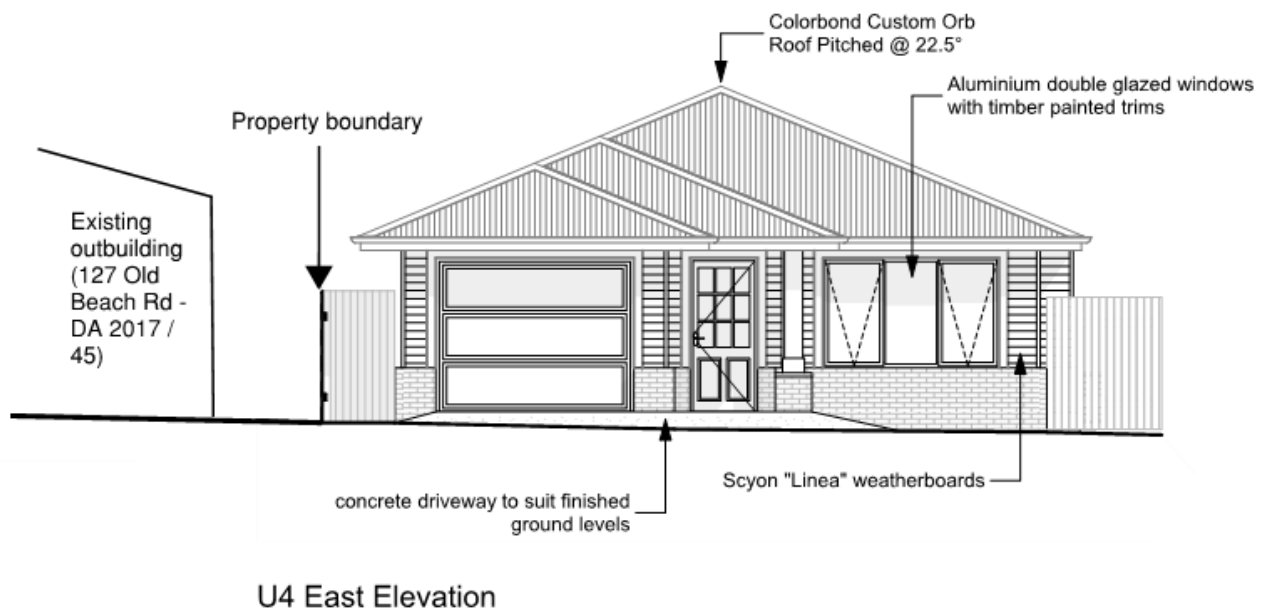 Colorbond Custom Orb
Roof Pitched @ 22.5°
Aluminium double glazed windows
with timber painted trims
Property boundary
Existing
outbuilding
(127 Old
Beach Rd -
DA 2017 /
45)
Scyon "Linea" weatherboards
concrete driveway to suit finished
ground levels
U4 East Elevation